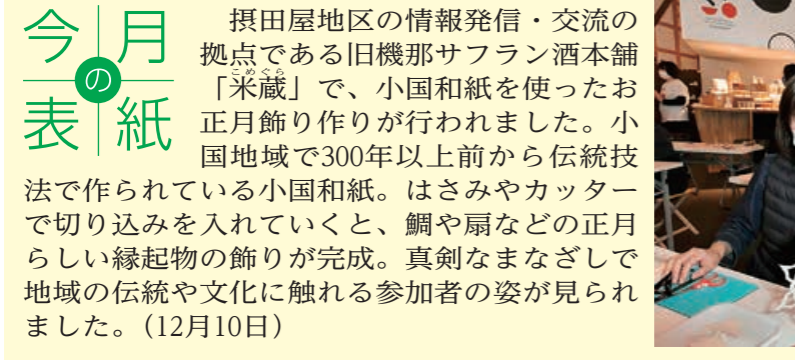 今月の表紙
摂田屋地区の情報発信・交流の
拠点である旧機那サフラン酒本舗
「米蔵」で、小国和紙を使ったお
正月飾り作りが行われました。小
国地域で300年以上前から伝統技
法で作られている小国和紙。はさみやカッター
で切り込みを入れていくと、鯛や扇などの正月
らしい縁起物の飾りが完成。真剣なまなざしで
地域の伝統や文化に触れる参加者の姿が見られ
ました。(12月10日)